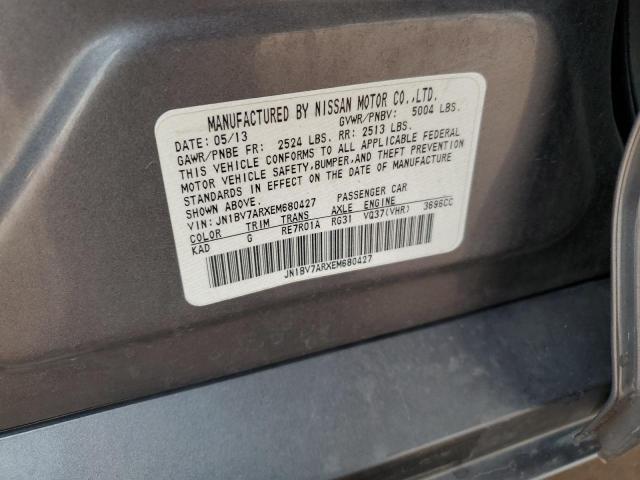 MANUFACTURED BY NISSAN MOTOR CO.,LTD.
DATE: 05/13 GVWR/PNBV: 5004 LBS.
GAWR/PNBE FR: 2524 LBS. RR: 2513 LBS.
THIS VEHICLE CONFORMS TO ALL APPLICABLE FEDERAL
MOTOR VEHICLE SAFETY, BUMPER, AND THEFT PREVENTION
STANDARDS IN EFFECT ON THE DATE OF MANUFACTURE
SHOWN ABOVE.
VIN: JN1BV7ARXEM680427 PASSENGER CAR
COLOR TRIM TRANS AXLE ENGINE
KAD G RE7R01A RG31 VQ37(VHR) 3696CC
JN1BV7ARXEM680427